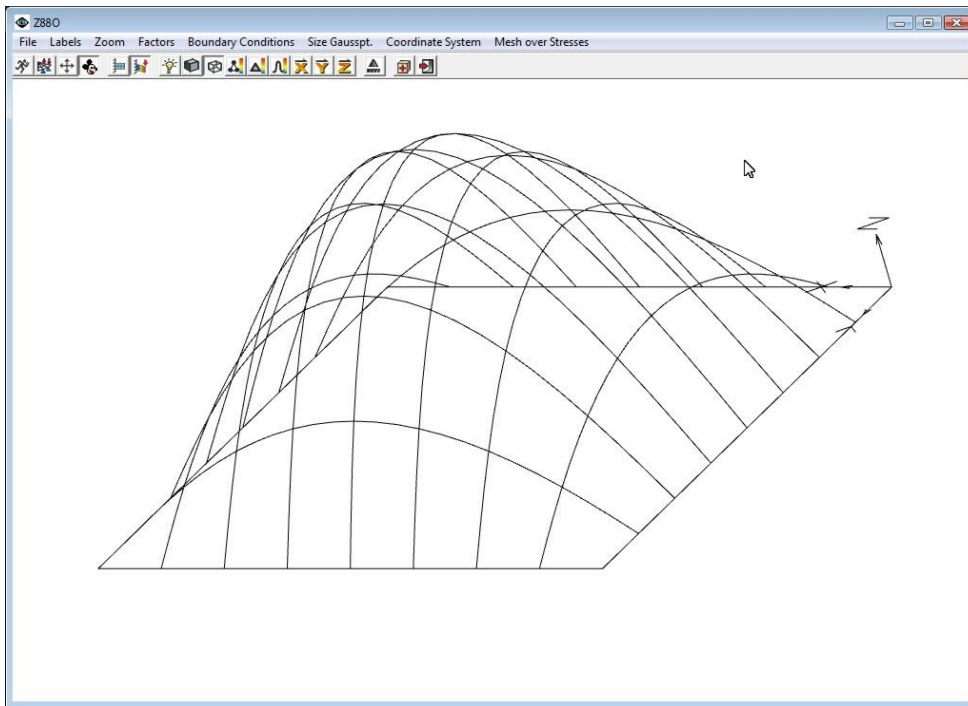 Z88O
File Labels Zoom Factors Boundary Conditions Size Gausspt. Coordinate System Mesh over Stresses
X Y Z
Z
X
Y